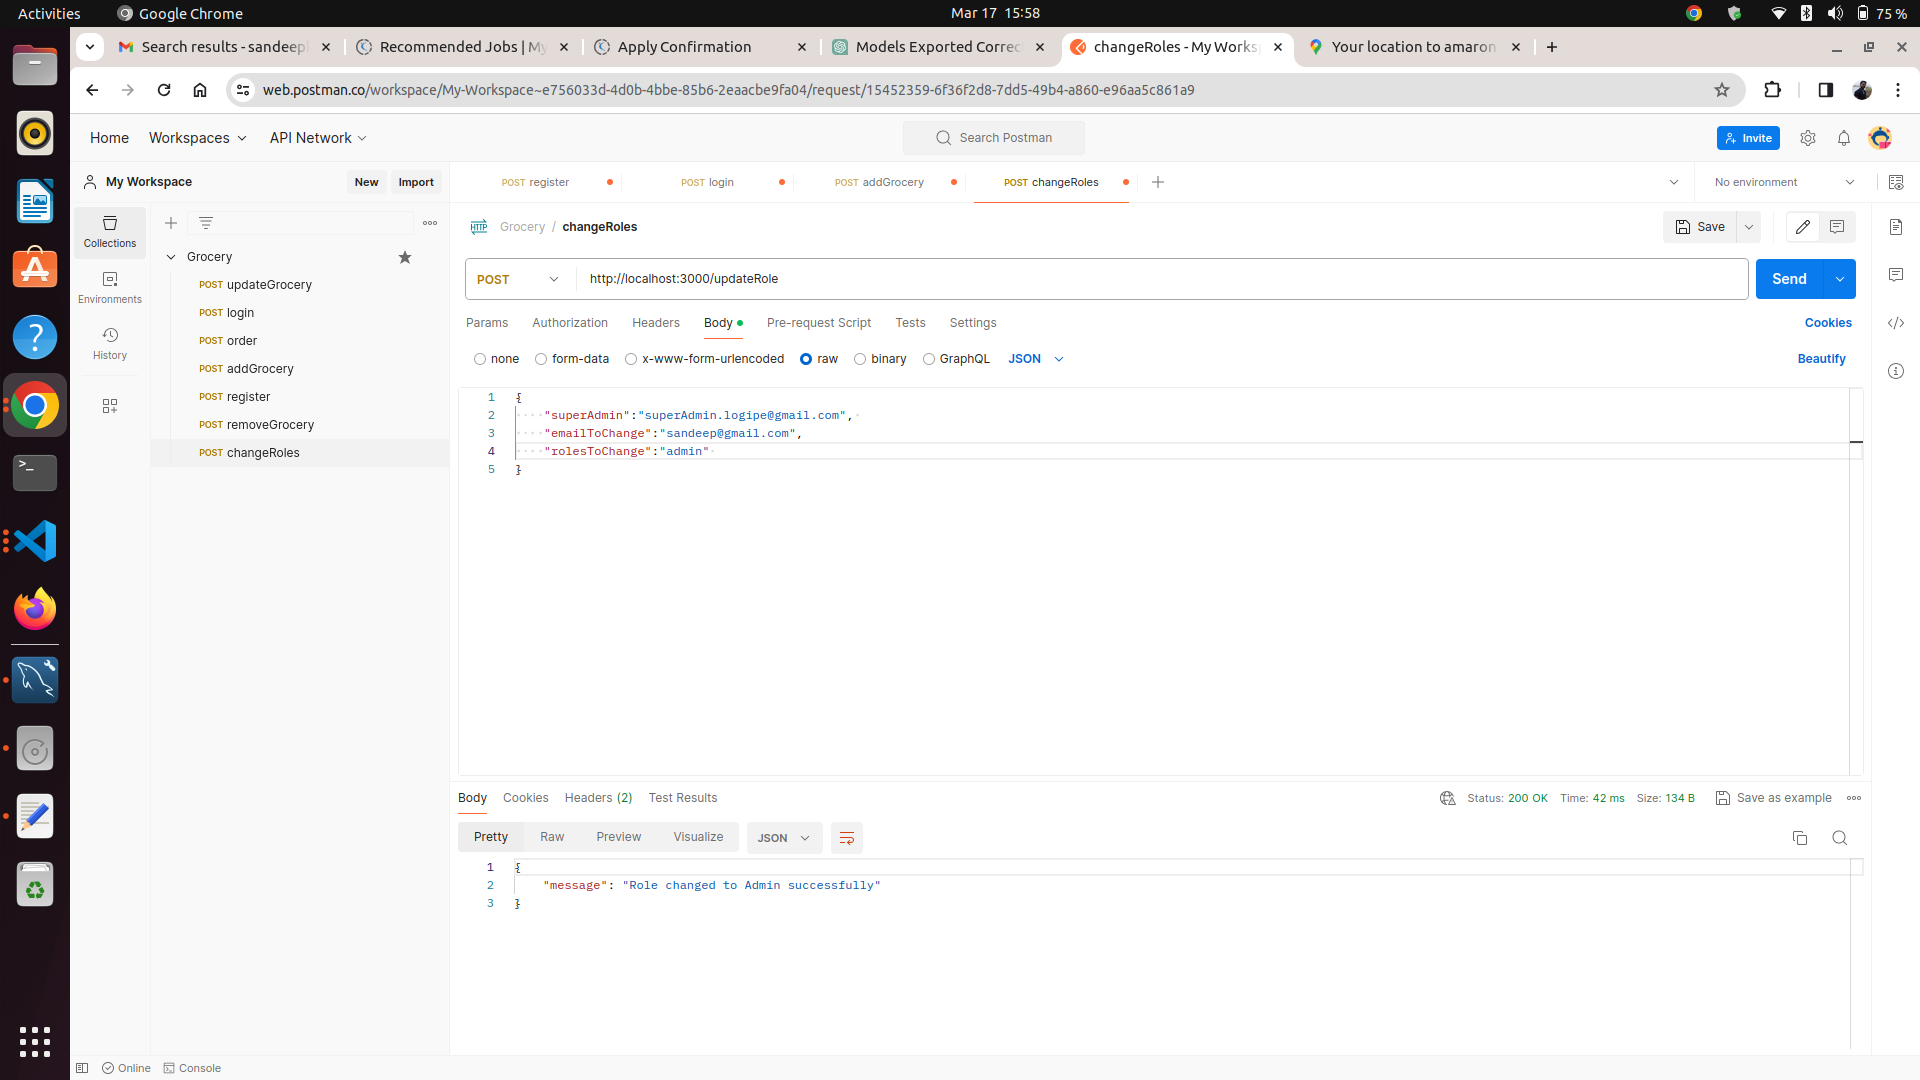 Activities
Google Chrome
Mar 17 15:58
75 %
Search results - sandeep
Recommended Jobs | My
Apply Confirmation
Models Exported Correc
changeRoles - My Works
Your location to amaron
web.postman.co/workspace/My-Workspace~e756033d-4d0b-4bbe-85b6-2eaacbe9fa04/request/15452359-6f36f2d8-7dd5-49b4-a860-e96aa5c861a9
Home
Workspaces
API Network
Search Postman
Invite
My Workspace
New
Import
POST register
POST login
POST addGrocery
POST changeRoles
No environment
Collections
Environments
History
Grocery
POST updateGrocery
POST login
POST order
POST addGrocery
POST register
POST removeGrocery
POST changeRoles
HTTP
Grocery / changeRoles
Save
POST
http://localhost:3000/updateRole
Send
Params
Authorization
Headers
Body
Pre-request Script
Tests
Settings
Cookies
none
form-data
x-www-form-urlencoded
raw
binary
GraphQL
JSON
Beautify
1 {
2 "superAdmin":"superAdmin.logipe@gmail.com",
3 "emailToChange":"sandeep@gmail.com",
4 "rolesToChange":"admin"
5 }
Body
Cookies
Headers (2)
Test Results
Status: 200 OK
Time: 42 ms
Size: 134 B
Save as example
Pretty
Raw
Preview
Visualize
JSON
1 {
2 "message": "Role changed to Admin successfully"
3 }
Online
Console